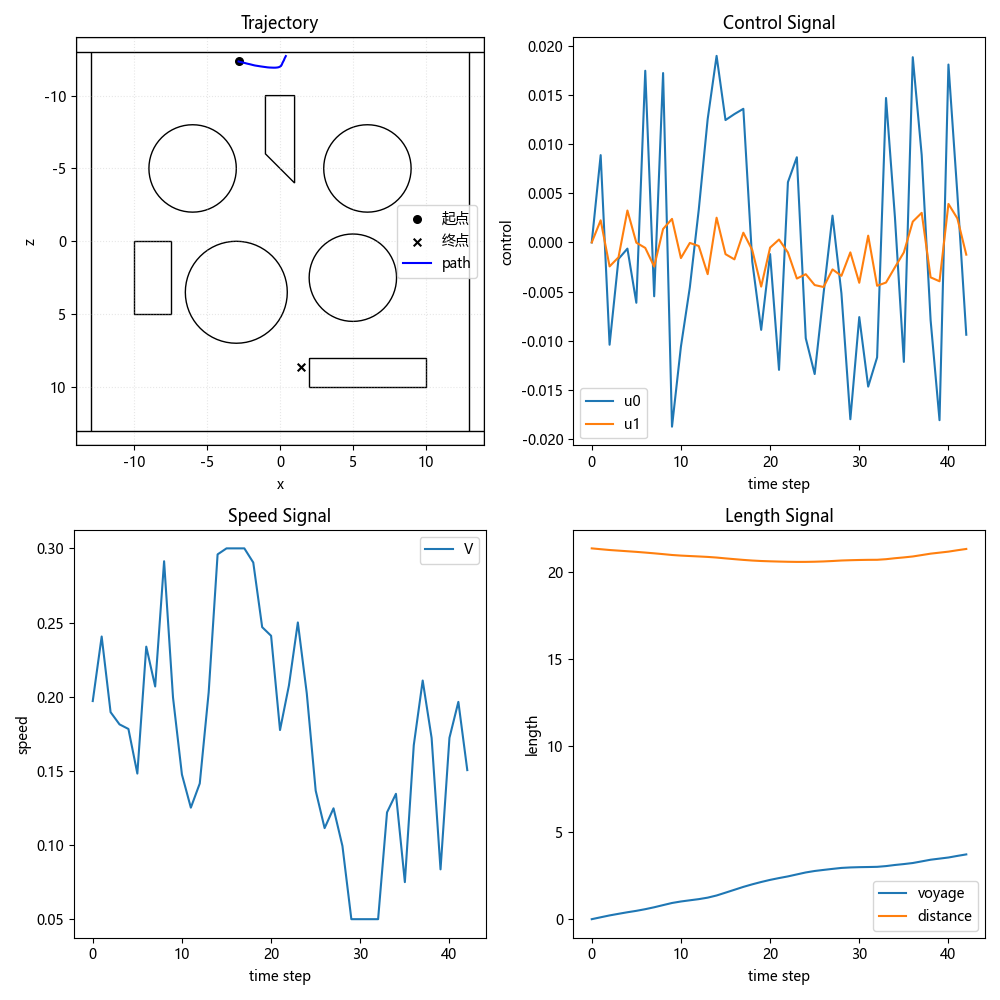 Trajectory
-10
-5
0
5
10
z
-10
-5
0
5
10
x
起点
终点
path
Control Signal
0.020
0.015
0.010
0.005
0.000
-0.005
-0.010
-0.015
-0.020
control
0
10
20
30
40
time step
u0
u1
Speed Signal
0.30
0.25
0.20
0.15
0.10
0.05
speed
0
10
20
30
40
time step
V
Length Signal
20
15
10
5
0
length
0
10
20
30
40
time step
voyage
distance